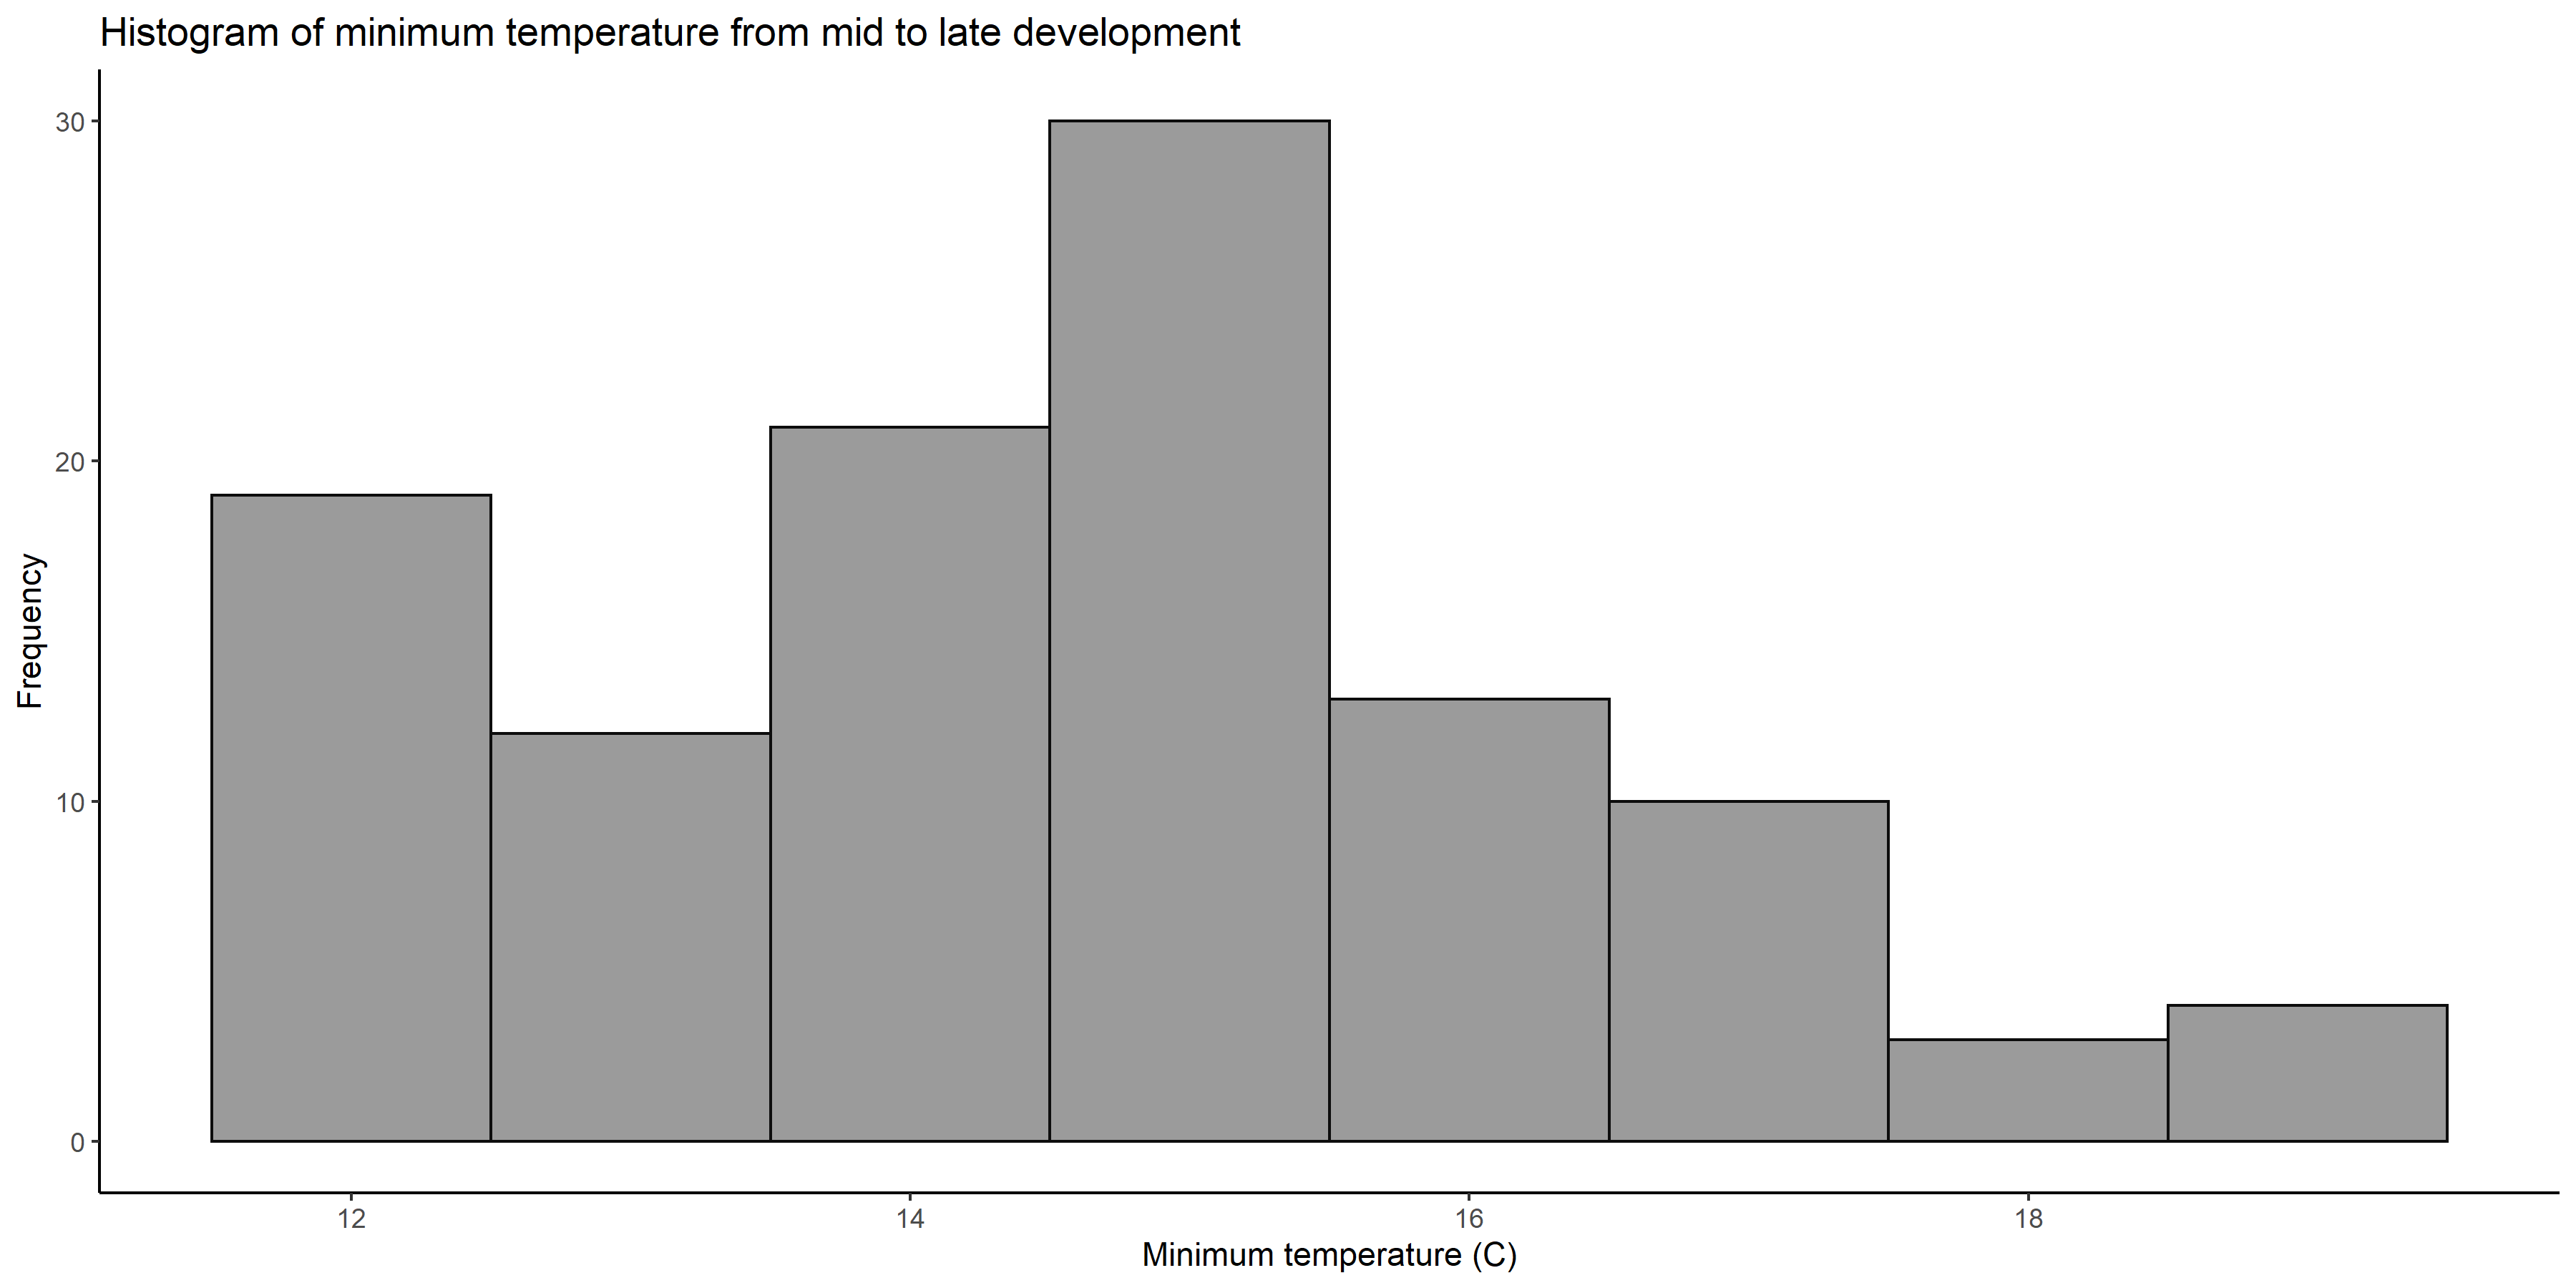 Histogram of minimum temperature from mid to late development
30
20
10
0
Frequency
12
14
16
18
Minimum temperature (C)